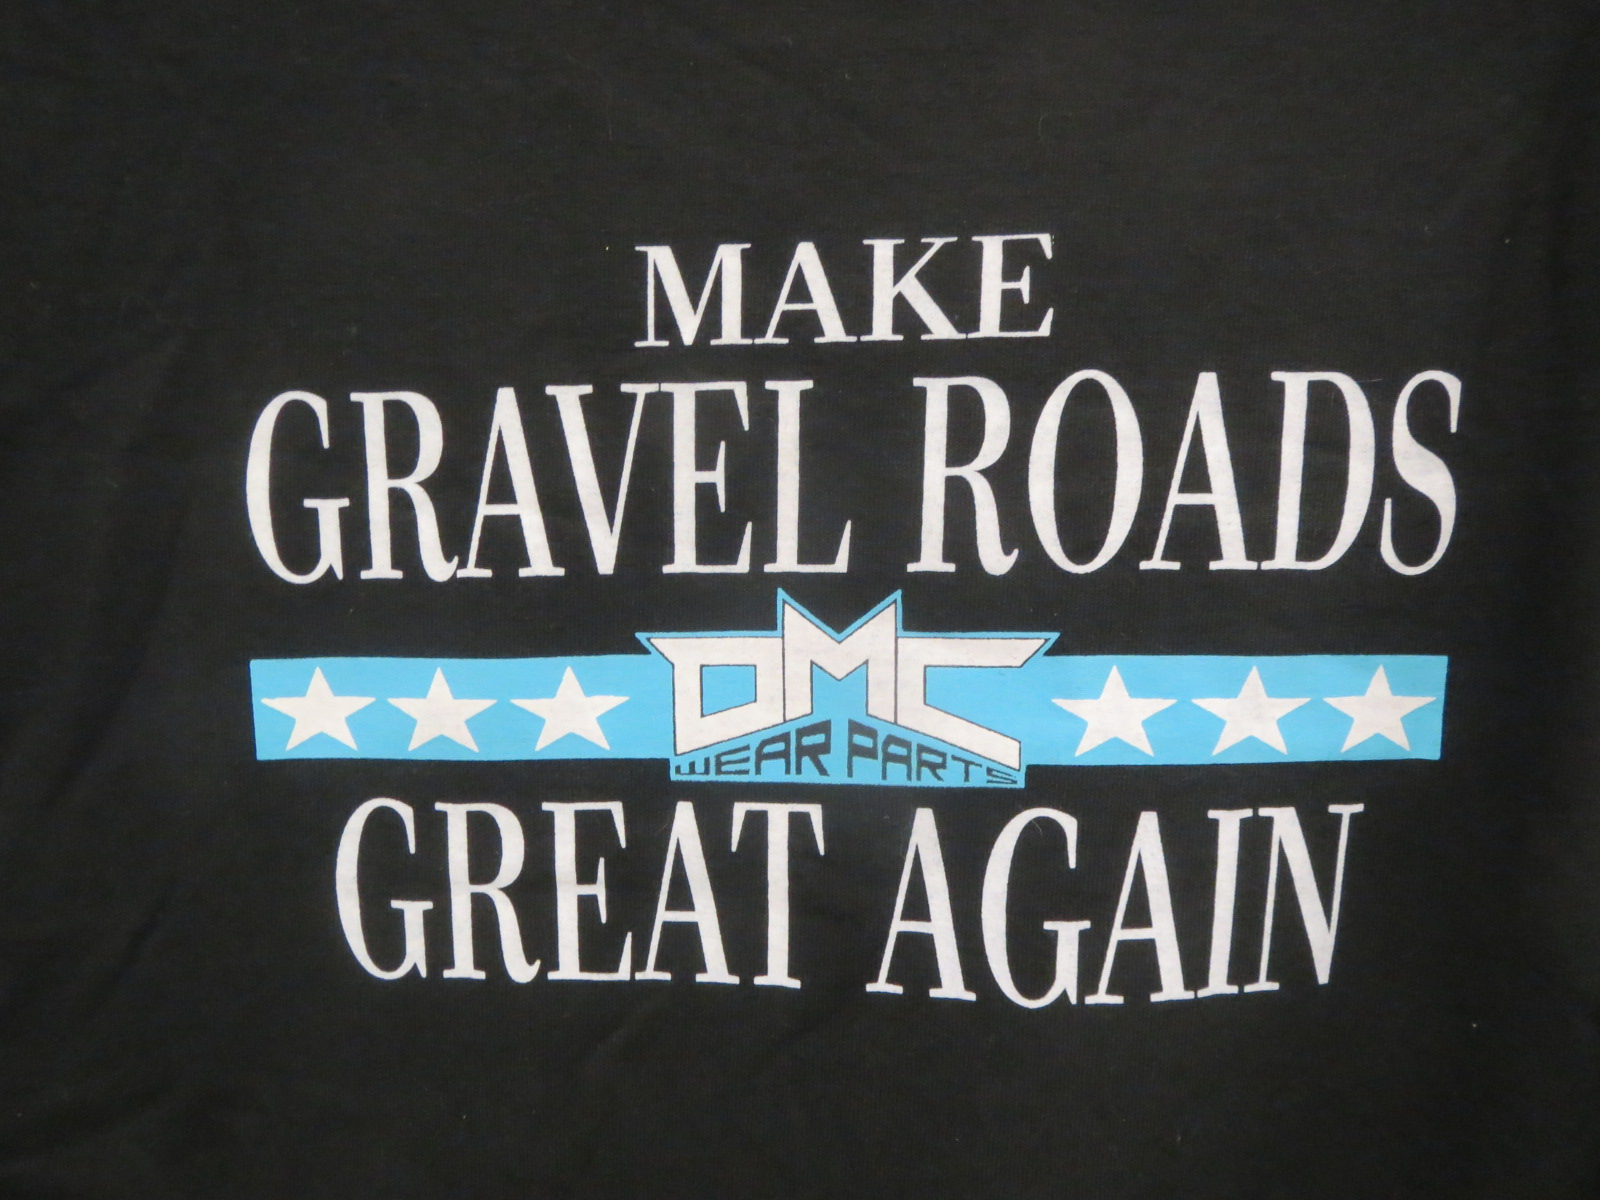 MAKE
GRAVEL ROADS
DMC
WEAR PARTS
GREAT AGAIN